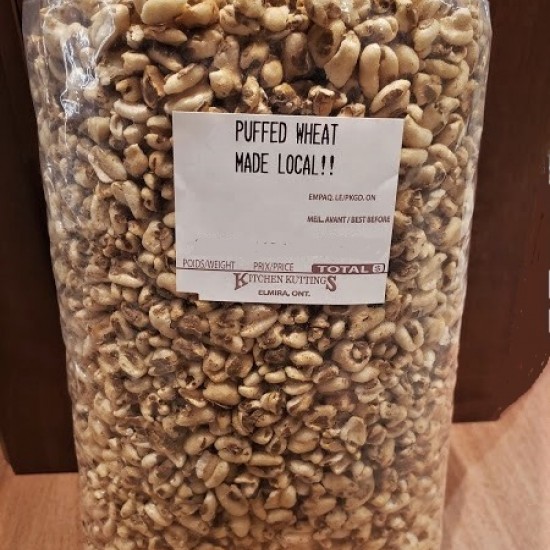 PUFFED WHEAT
MADE LOCAL!!
EMPAQ. LE/PKGD. ON
MEIL. AVANT / BEST BEFORE
POIDS/WEIGHT PRIX/PRICE TOTAL $
KITCHEN KUTTINGS
ELMIRA, ONT.